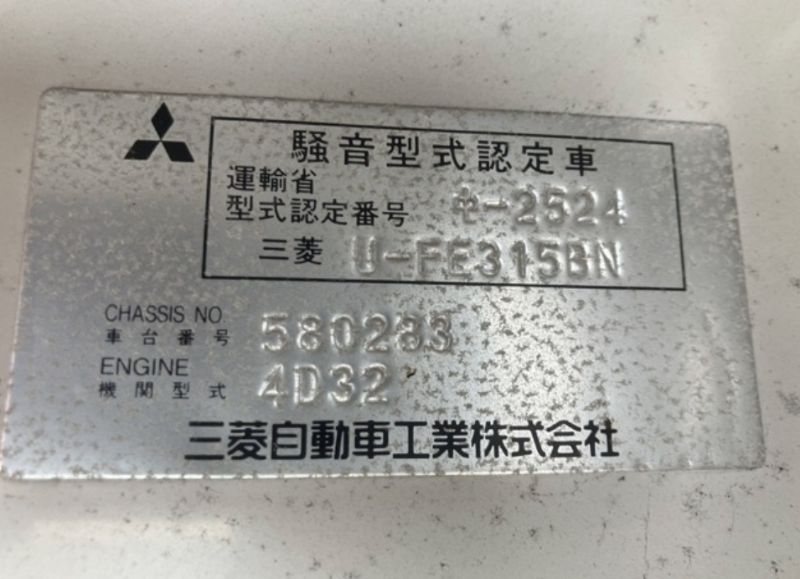 騒音型式認定車
運輸省
型式認定番号 セ-2524
三菱 U-FE315BN
CHASSIS NO.
車台番号 580283
ENGINE
機関型式 4D32
三菱自動車工業株式会社